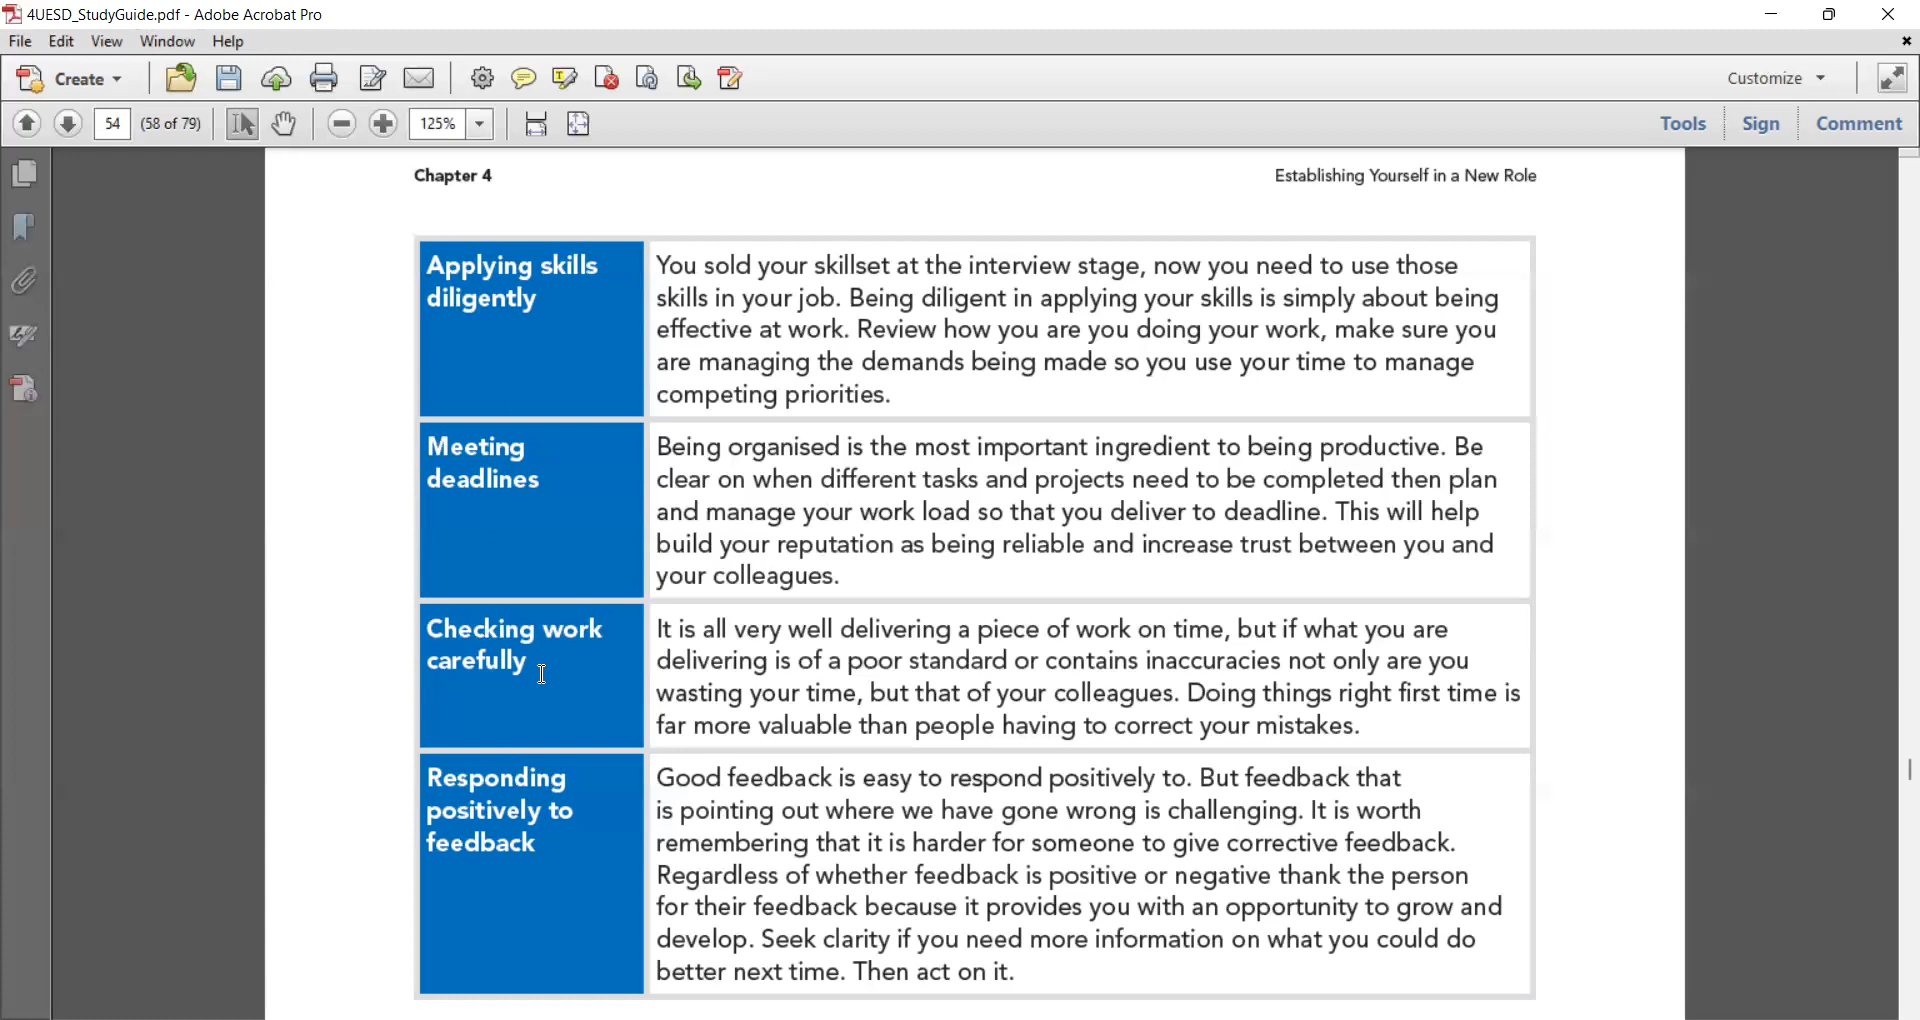 4UESD_StudyGuide.pdf - Adobe Acrobat Pro
File Edit View Window Help
Create Customize
54 (58 of 79) 125% Tools Sign Comment
Chapter 4 Establishing Yourself in a New Role
Applying skills
diligently
You sold your skillset at the interview stage, now you need to use those
skills in your job. Being diligent in applying your skills is simply about being
effective at work. Review how you are you doing your work, make sure you
are managing the demands being made so you use your time to manage
competing priorities.
Meeting
deadlines
Being organised is the most important ingredient to being productive. Be
clear on when different tasks and projects need to be completed then plan
and manage your work load so that you deliver to deadline. This will help
build your reputation as being reliable and increase trust between you and
your colleagues.
Checking work
carefully
It is all very well delivering a piece of work on time, but if what you are
delivering is of a poor standard or contains inaccuracies not only are you
wasting your time, but that of your colleagues. Doing things right first time is
far more valuable than people having to correct your mistakes.
Responding
positively to
feedback
Good feedback is easy to respond positively to. But feedback that
is pointing out where we have gone wrong is challenging. It is worth
remembering that it is harder for someone to give corrective feedback.
Regardless of whether feedback is positive or negative thank the person
for their feedback because it provides you with an opportunity to grow and
develop. Seek clarity if you need more information on what you could do
better next time. Then act on it.